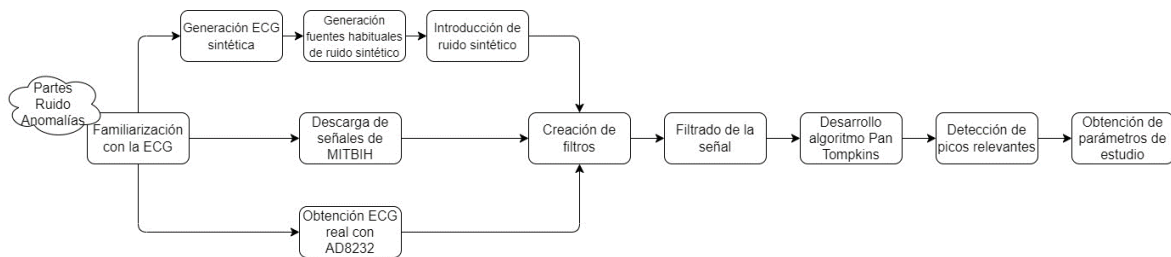 Partes
Ruido
Anomalías
Familiarización
con la ECG
Generación ECG
sintética
Generación
fuentes habituales
de ruido sintético
Introducción de
ruido sintético
Descarga de
señales de
MITBIH
Obtención ECG
real con
AD8232
Creación de
filtros
Filtrado de la
señal
Desarrollo
algoritmo Pan
Tompkins
Detección de
picos relevantes
Obtención de
parámetros de
estudio